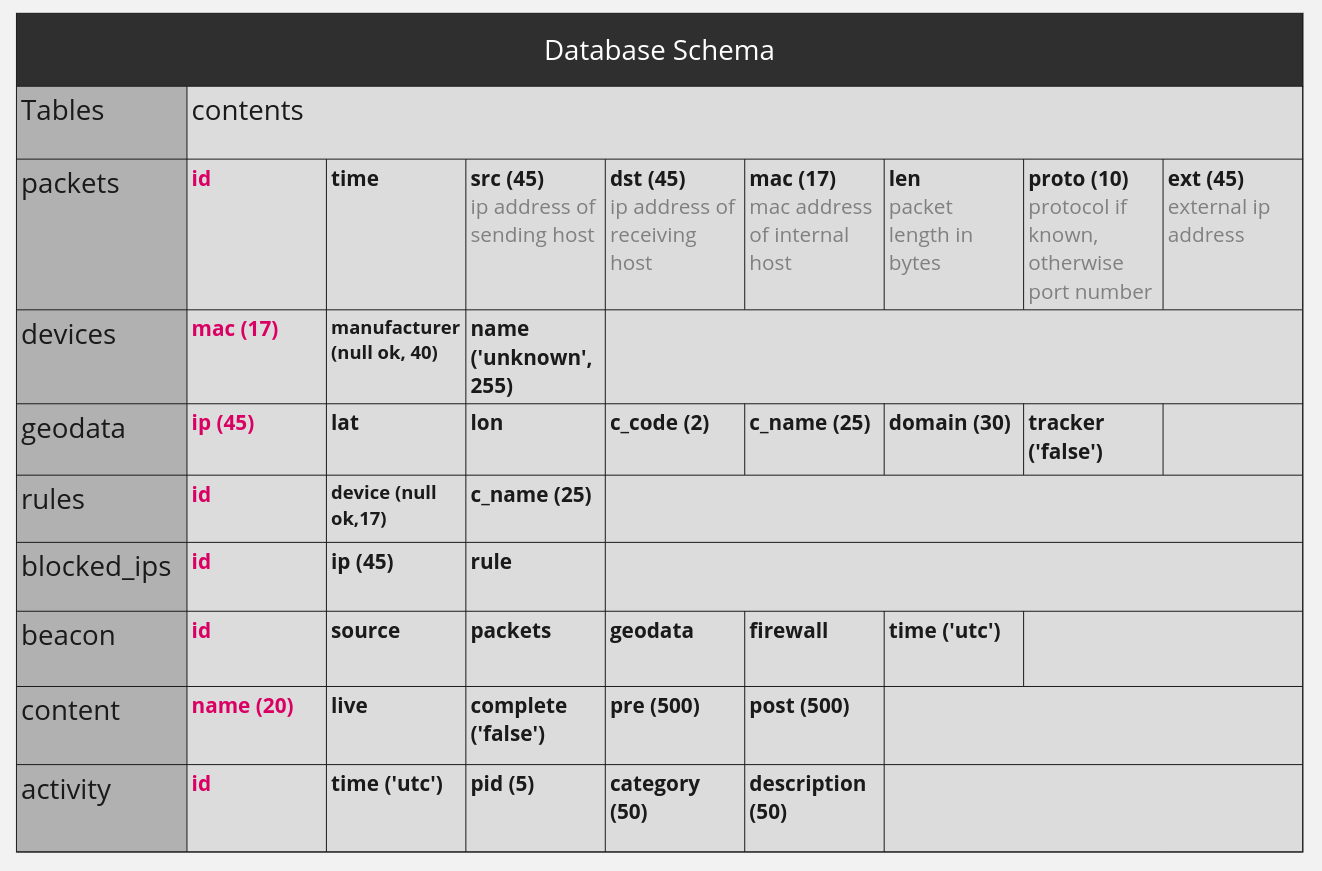 Database Schema
Tables
contents
packets
id
time
src (45)
ip address of
sending host
dst (45)
ip address of
receiving
host
mac (17)
mac address
of internal
host
len
packet
length in
bytes
proto (10)
protocol if
known,
otherwise
port number
ext (45)
external ip
address
devices
mac (17)
manufacturer
(null ok, 40)
name
('unknown',
255)
geodata
ip (45)
lat
lon
c_code (2)
c_name (25)
domain (30)
tracker
('false')
rules
id
device (null
ok,17)
c_name (25)
blocked_ips
id
ip (45)
rule
beacon
id
source
packets
geodata
firewall
time ('utc')
content
name (20)
live
complete
('false')
pre (500)
post (500)
activity
id
time ('utc')
pid (5)
category
(50)
description
(50)